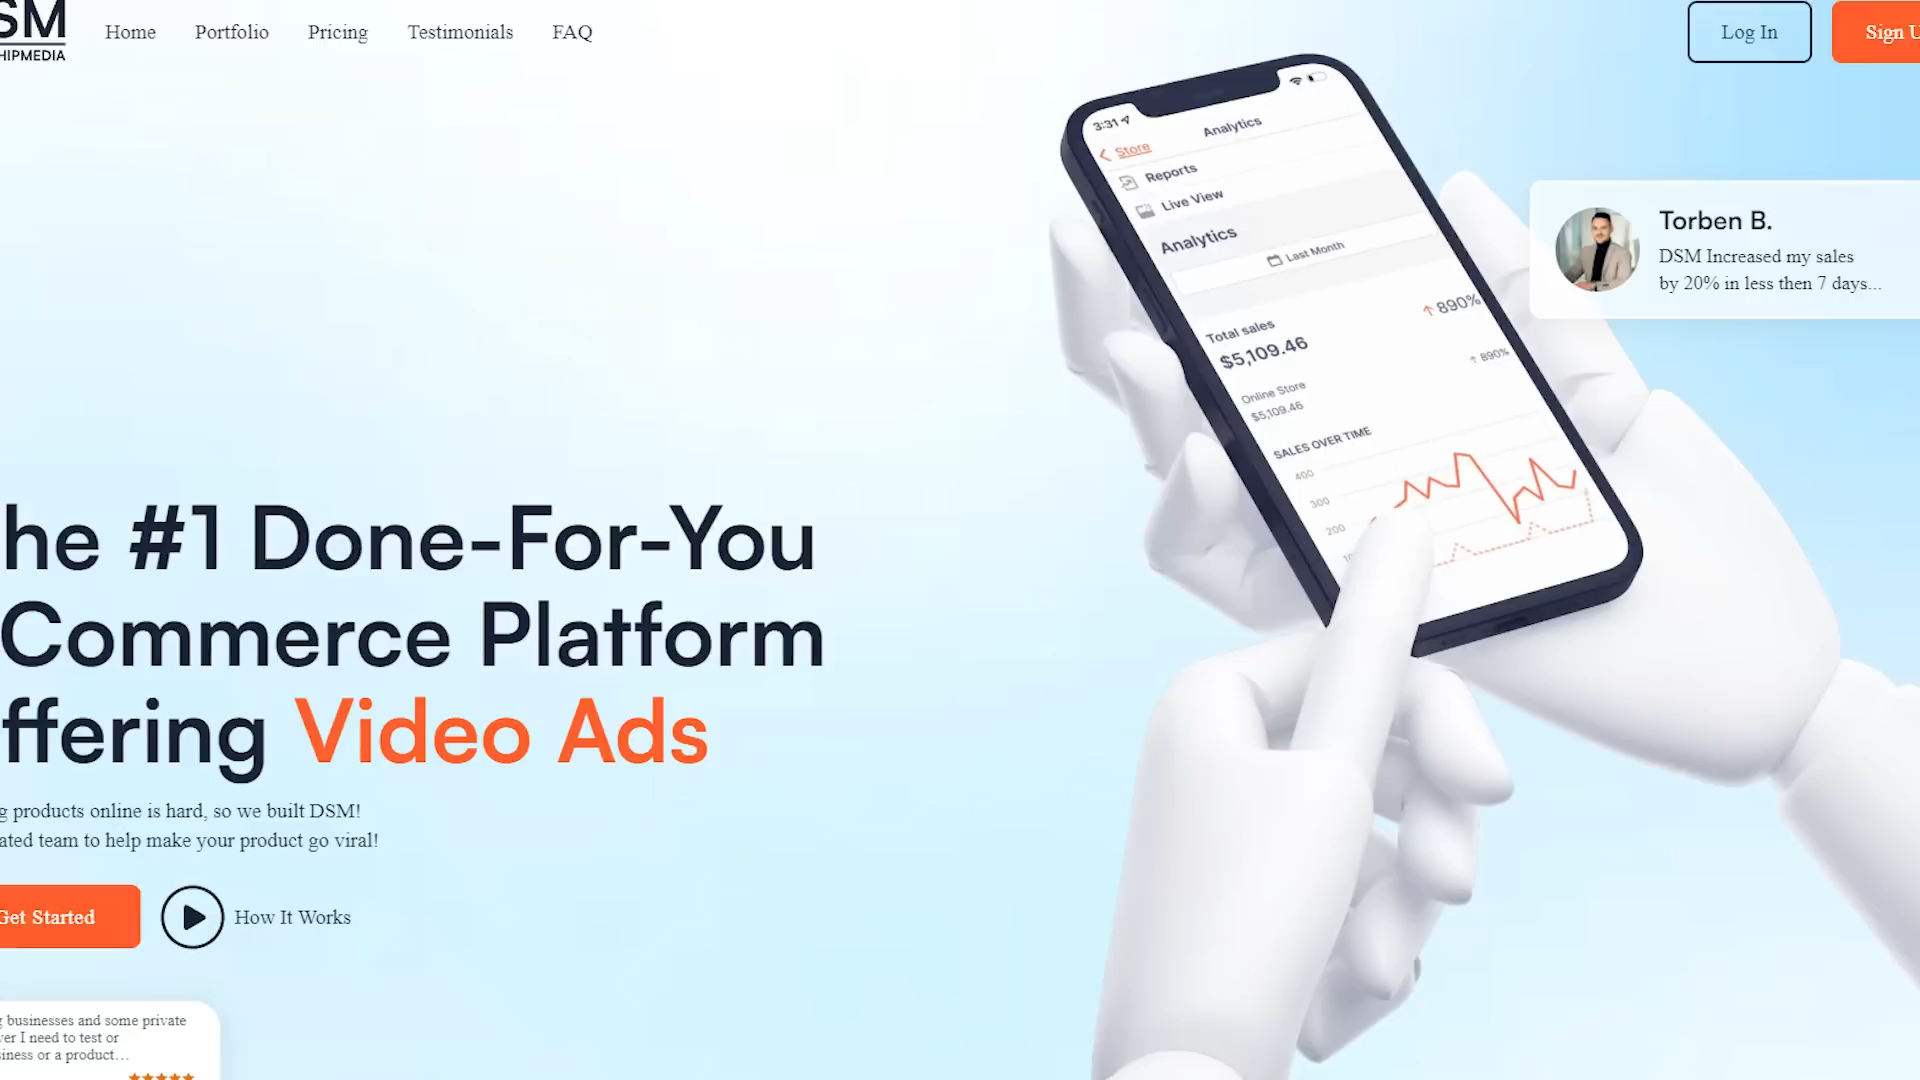 SM
HIPMEDIA
Home
Portfolio
Pricing
Testimonials
FAQ
Log In
Sign U
3:31
Analytics
Store
Reports
Live View
Analytics
Last Month
Total sales
↑ 890%
$5,109.46
↑ 890%
Online Store
$5,109.46
SALES OVER TIME
400
300
200
Torben B.
DSM Increased my sales
by 20% in less then 7 days...
he #1 Done-For-You
Commerce Platform
ffering Video Ads
g products online is hard, so we built DSM!
ated team to help make your product go viral!
Get Started
How It Works
g businesses and some private
ver I need to test or
siness or a product...